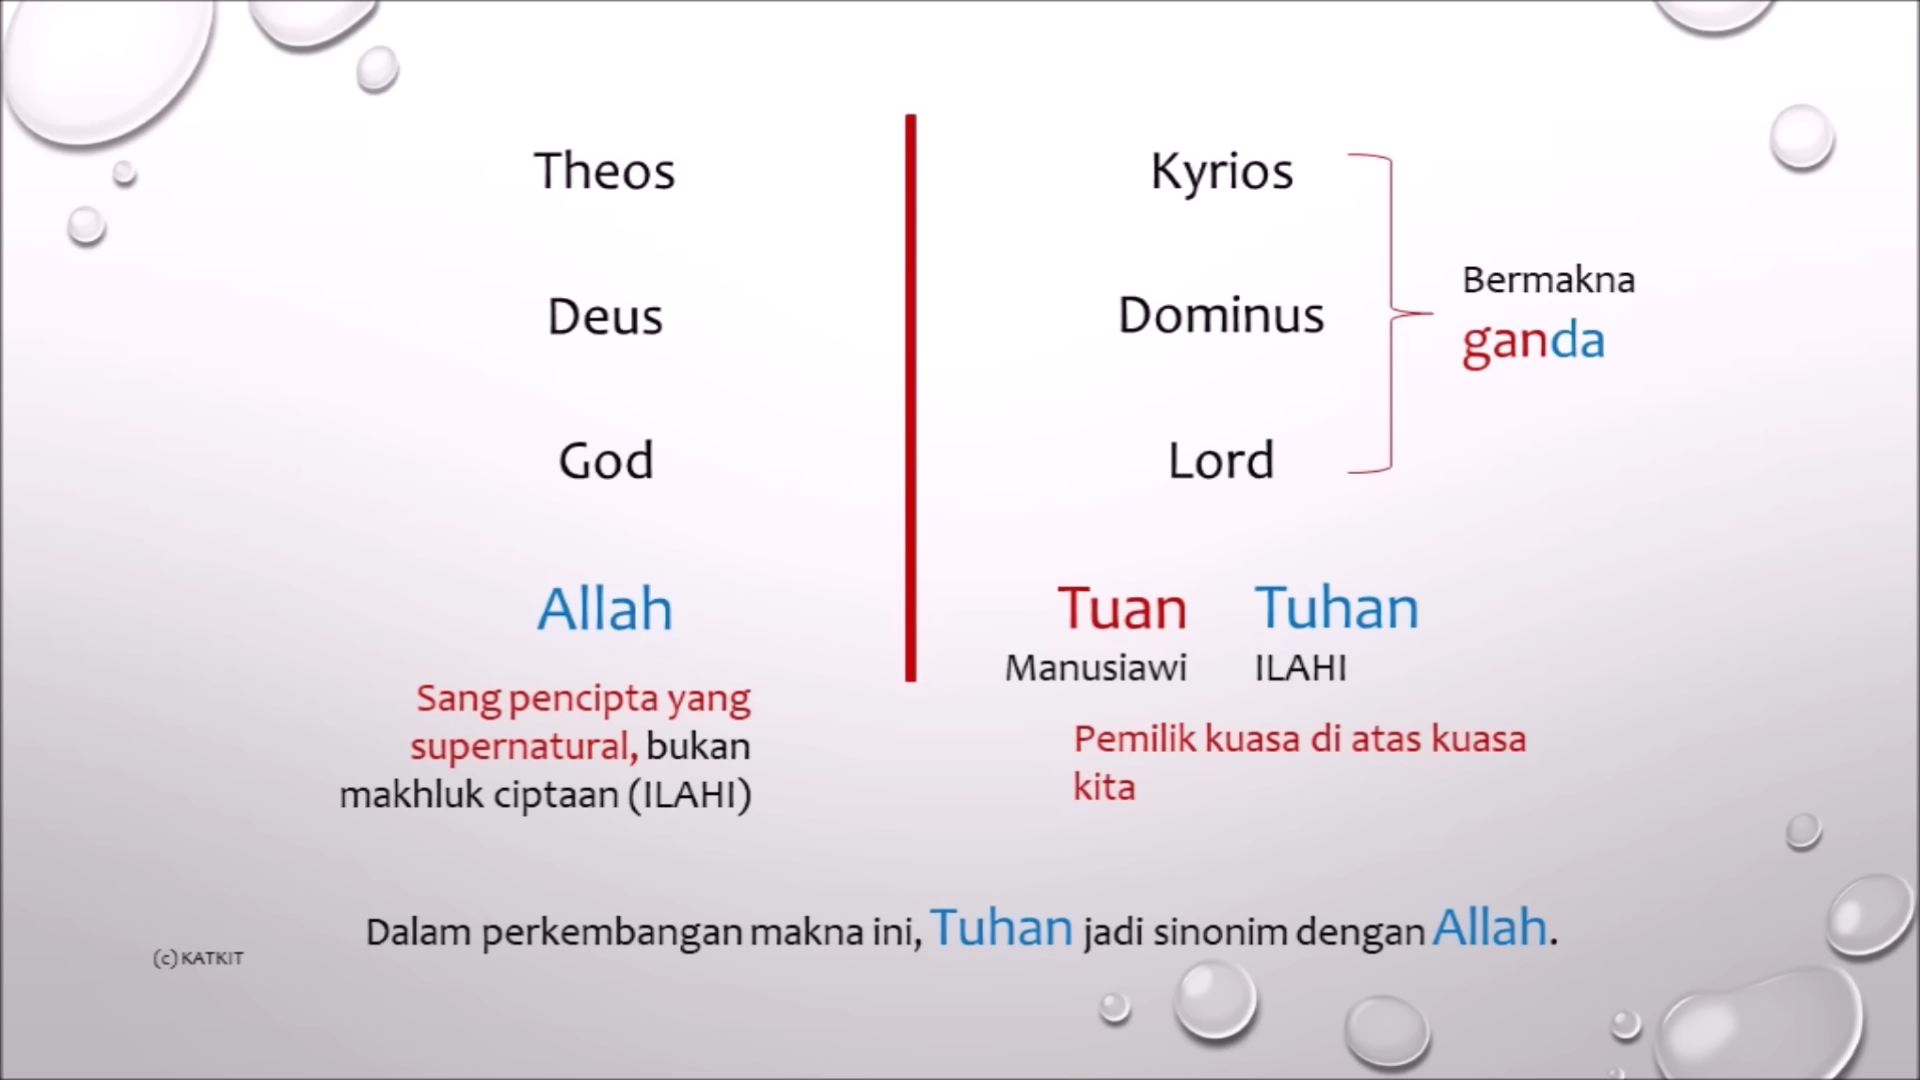 Theos
Deus
God
Allah
Sang pencipta yang
supernatural, bukan
makhluk ciptaan (ILAHI)
Kyrios
Dominus
Lord
Bermakna
ganda
Tuan Tuhan
Manusiawi ILAHI
Pemilik kuasa di atas kuasa
kita
Dalam perkembangan makna ini, Tuhan jadi sinonim dengan Allah.
(c) KATKIT